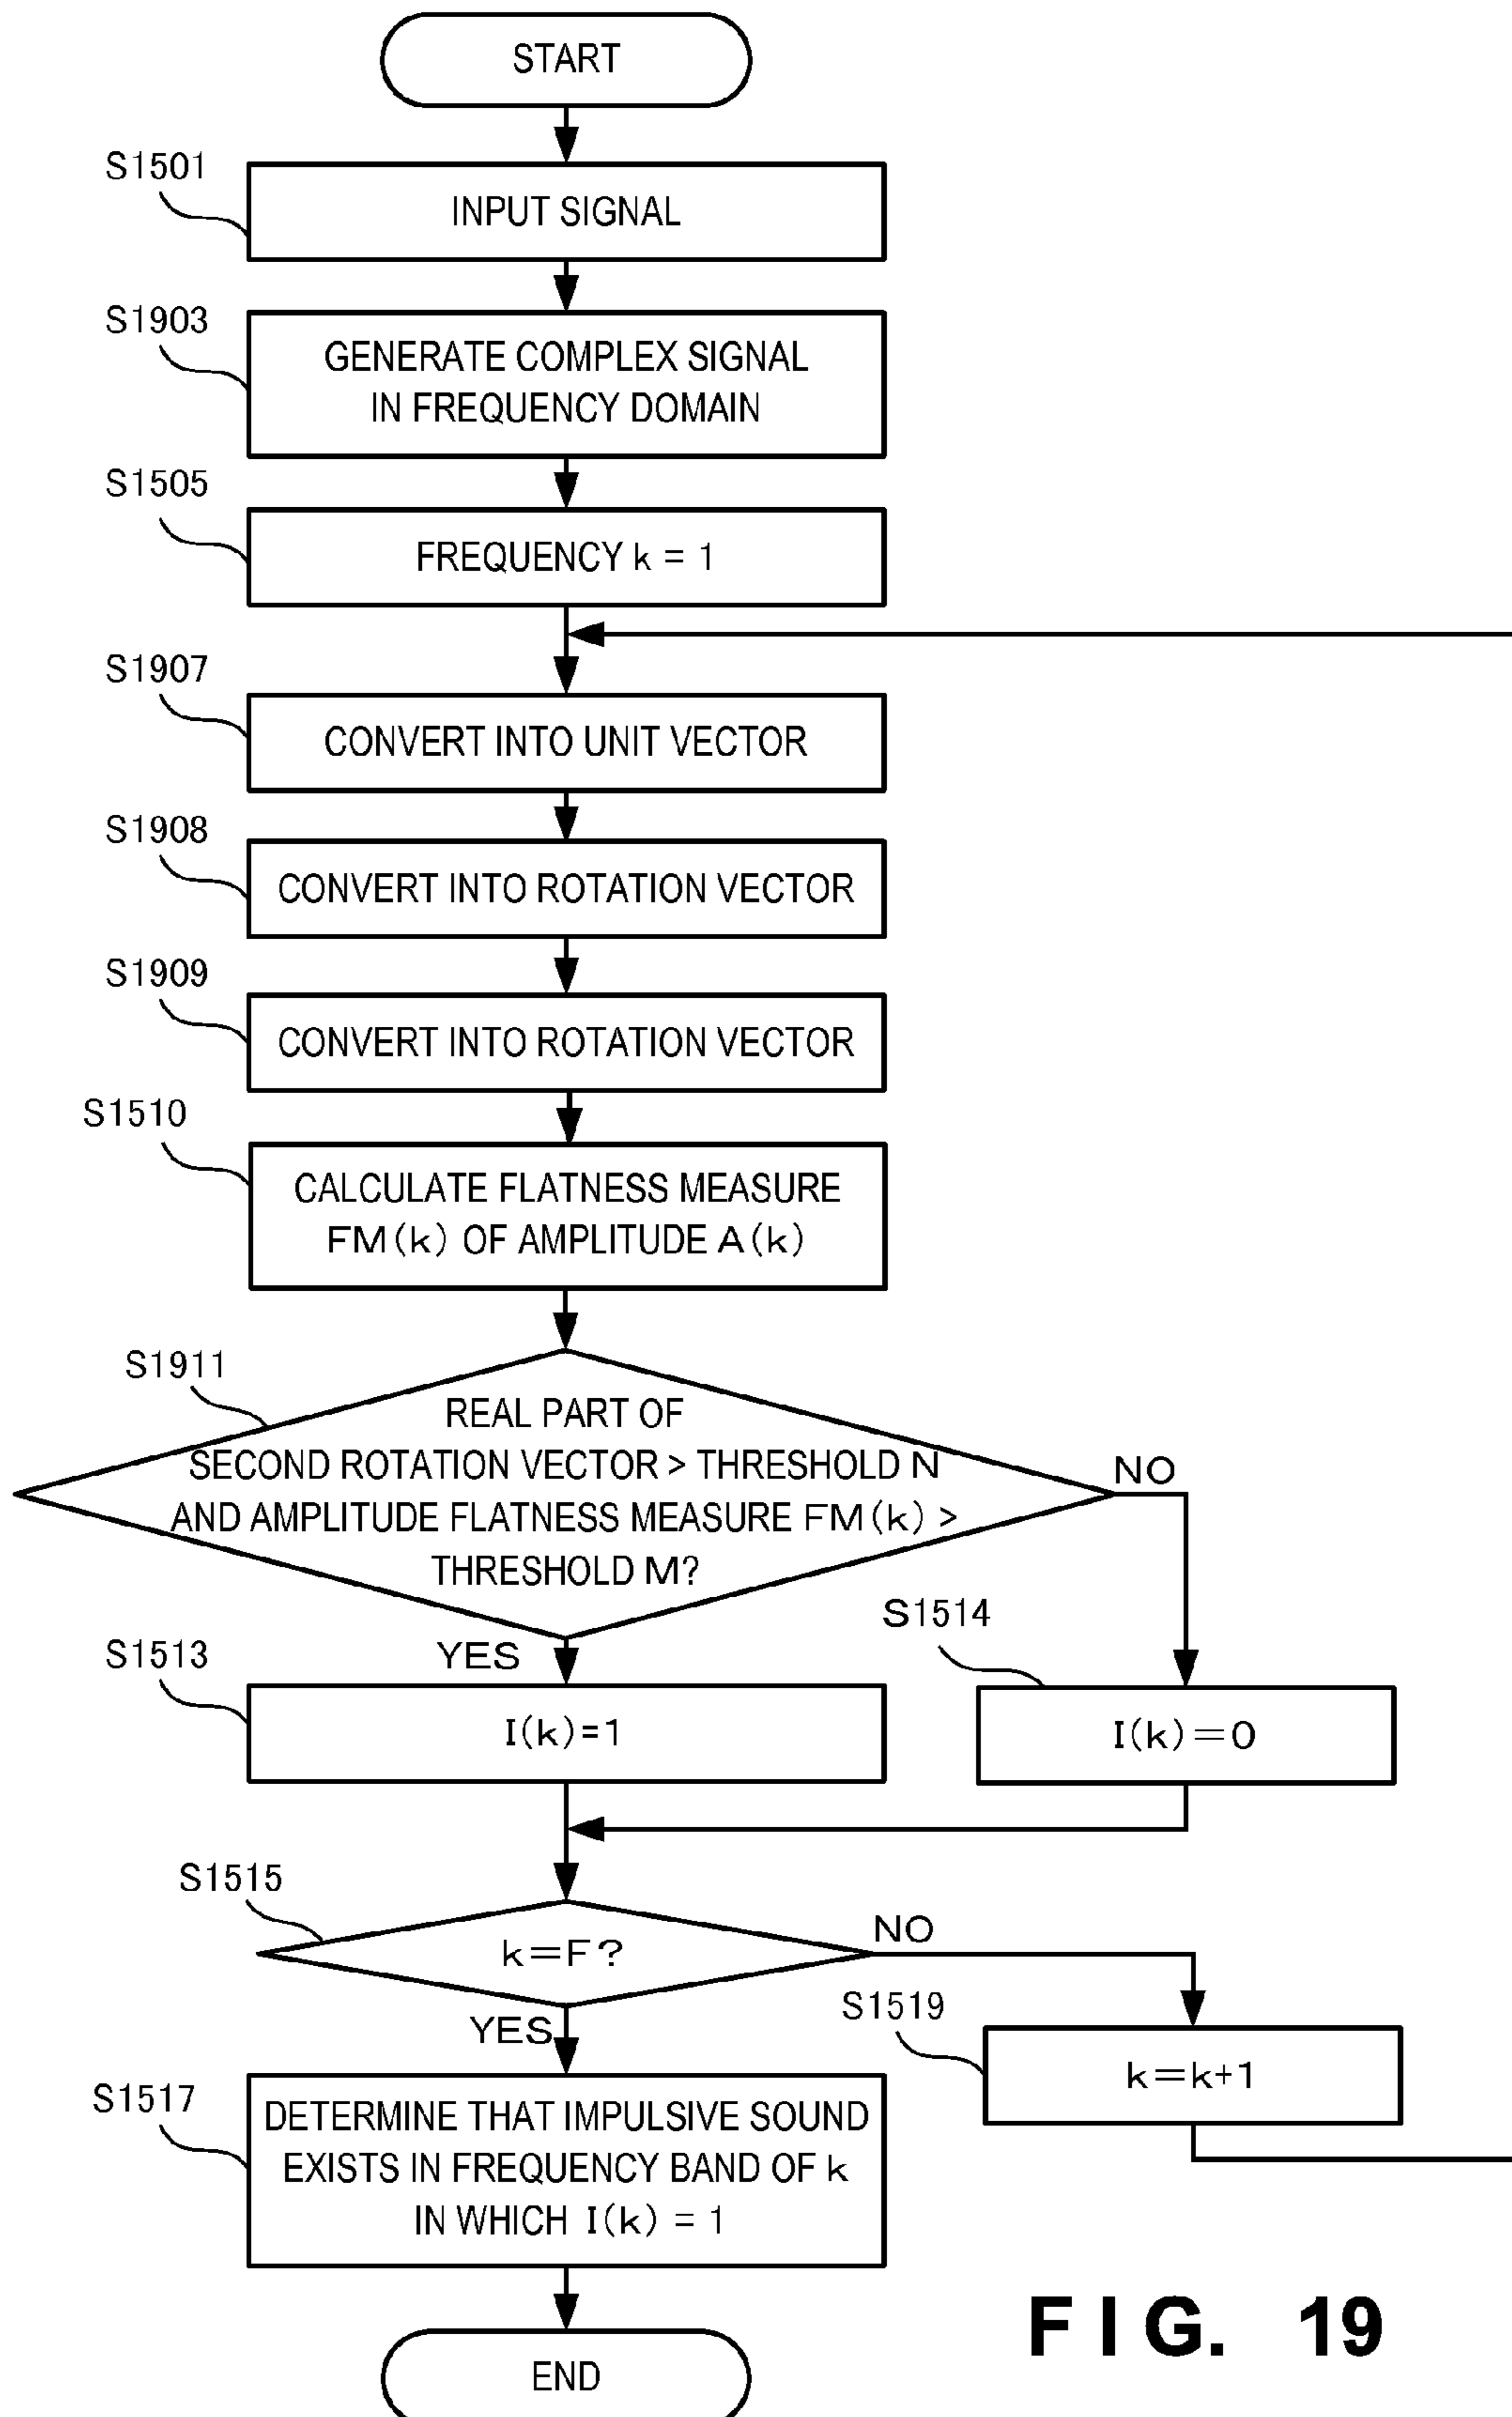 START
S1501
INPUT SIGNAL
S1903
GENERATE COMPLEX SIGNAL
IN FREQUENCY DOMAIN
S1505
FREQUENCY k = 1
S1907
CONVERT INTO UNIT VECTOR
S1908
CONVERT INTO ROTATION VECTOR
S1909
CONVERT INTO ROTATION VECTOR
S1510
CALCULATE FLATNESS MEASURE
FM(k) OF AMPLITUDE A(k)
S1911
REAL PART OF
SECOND ROTATION VECTOR > THRESHOLD N
AND AMPLITUDE FLATNESS MEASURE FM(k) >
THRESHOLD M?
NO
YES
S1513
I(k)=1
S1514
I(k)=0
S1515
k=F?
NO
YES
S1519
k=k+1
S1517
DETERMINE THAT IMPULSIVE SOUND
EXISTS IN FREQUENCY BAND OF k
IN WHICH I(k) = 1
END
FIG. 19